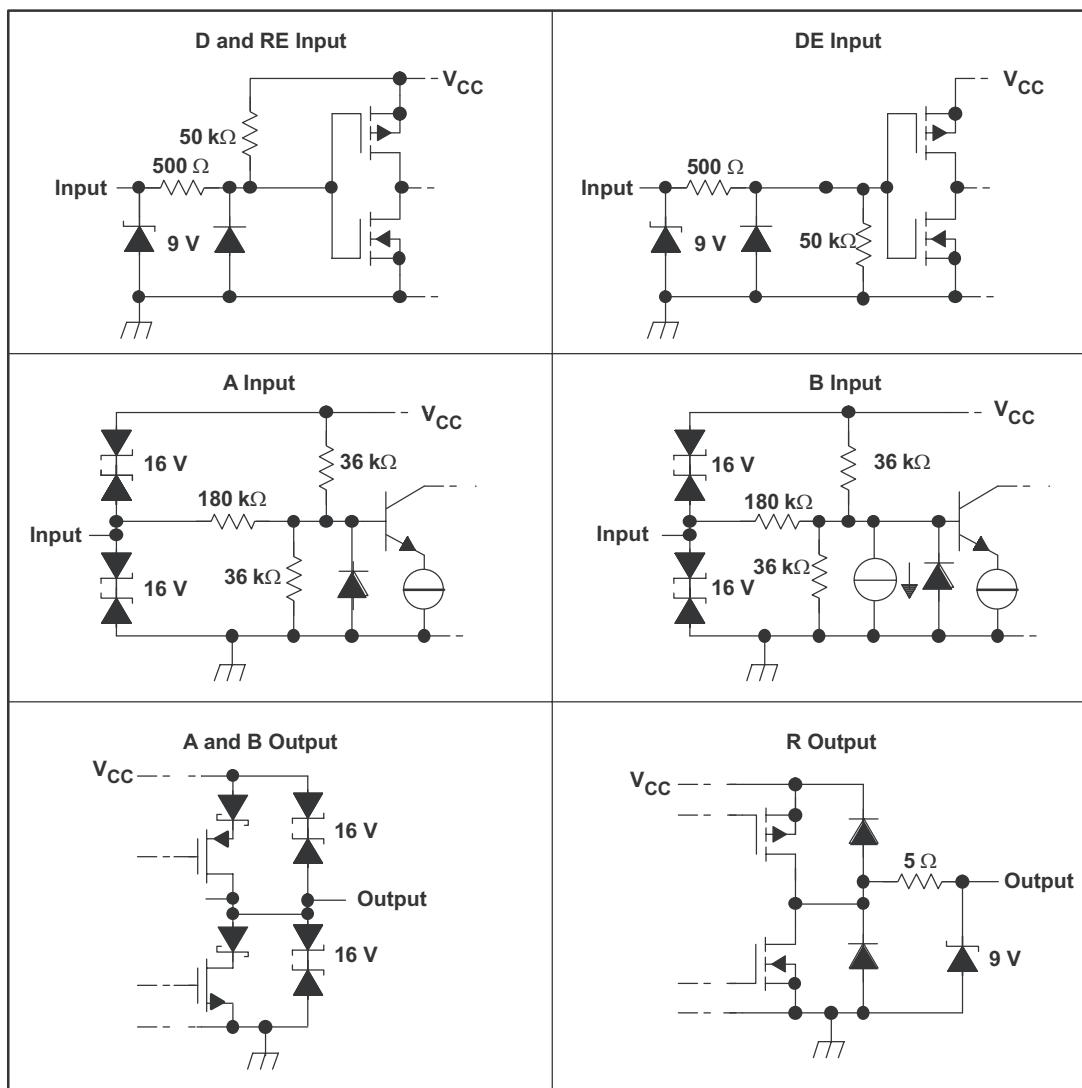 D and RE Input
V_CC
50 kΩ
500 Ω
Input
9 V
DE Input
V_CC
500 Ω
Input
9 V
50 kΩ
A Input
V_CC
16 V
36 kΩ
180 kΩ
Input
36 kΩ
16 V
B Input
V_CC
16 V
36 kΩ
180 kΩ
Input
36 kΩ
16 V
A and B Output
V_CC
16 V
Output
16 V
R Output
V_CC
5 Ω
Output
9 V